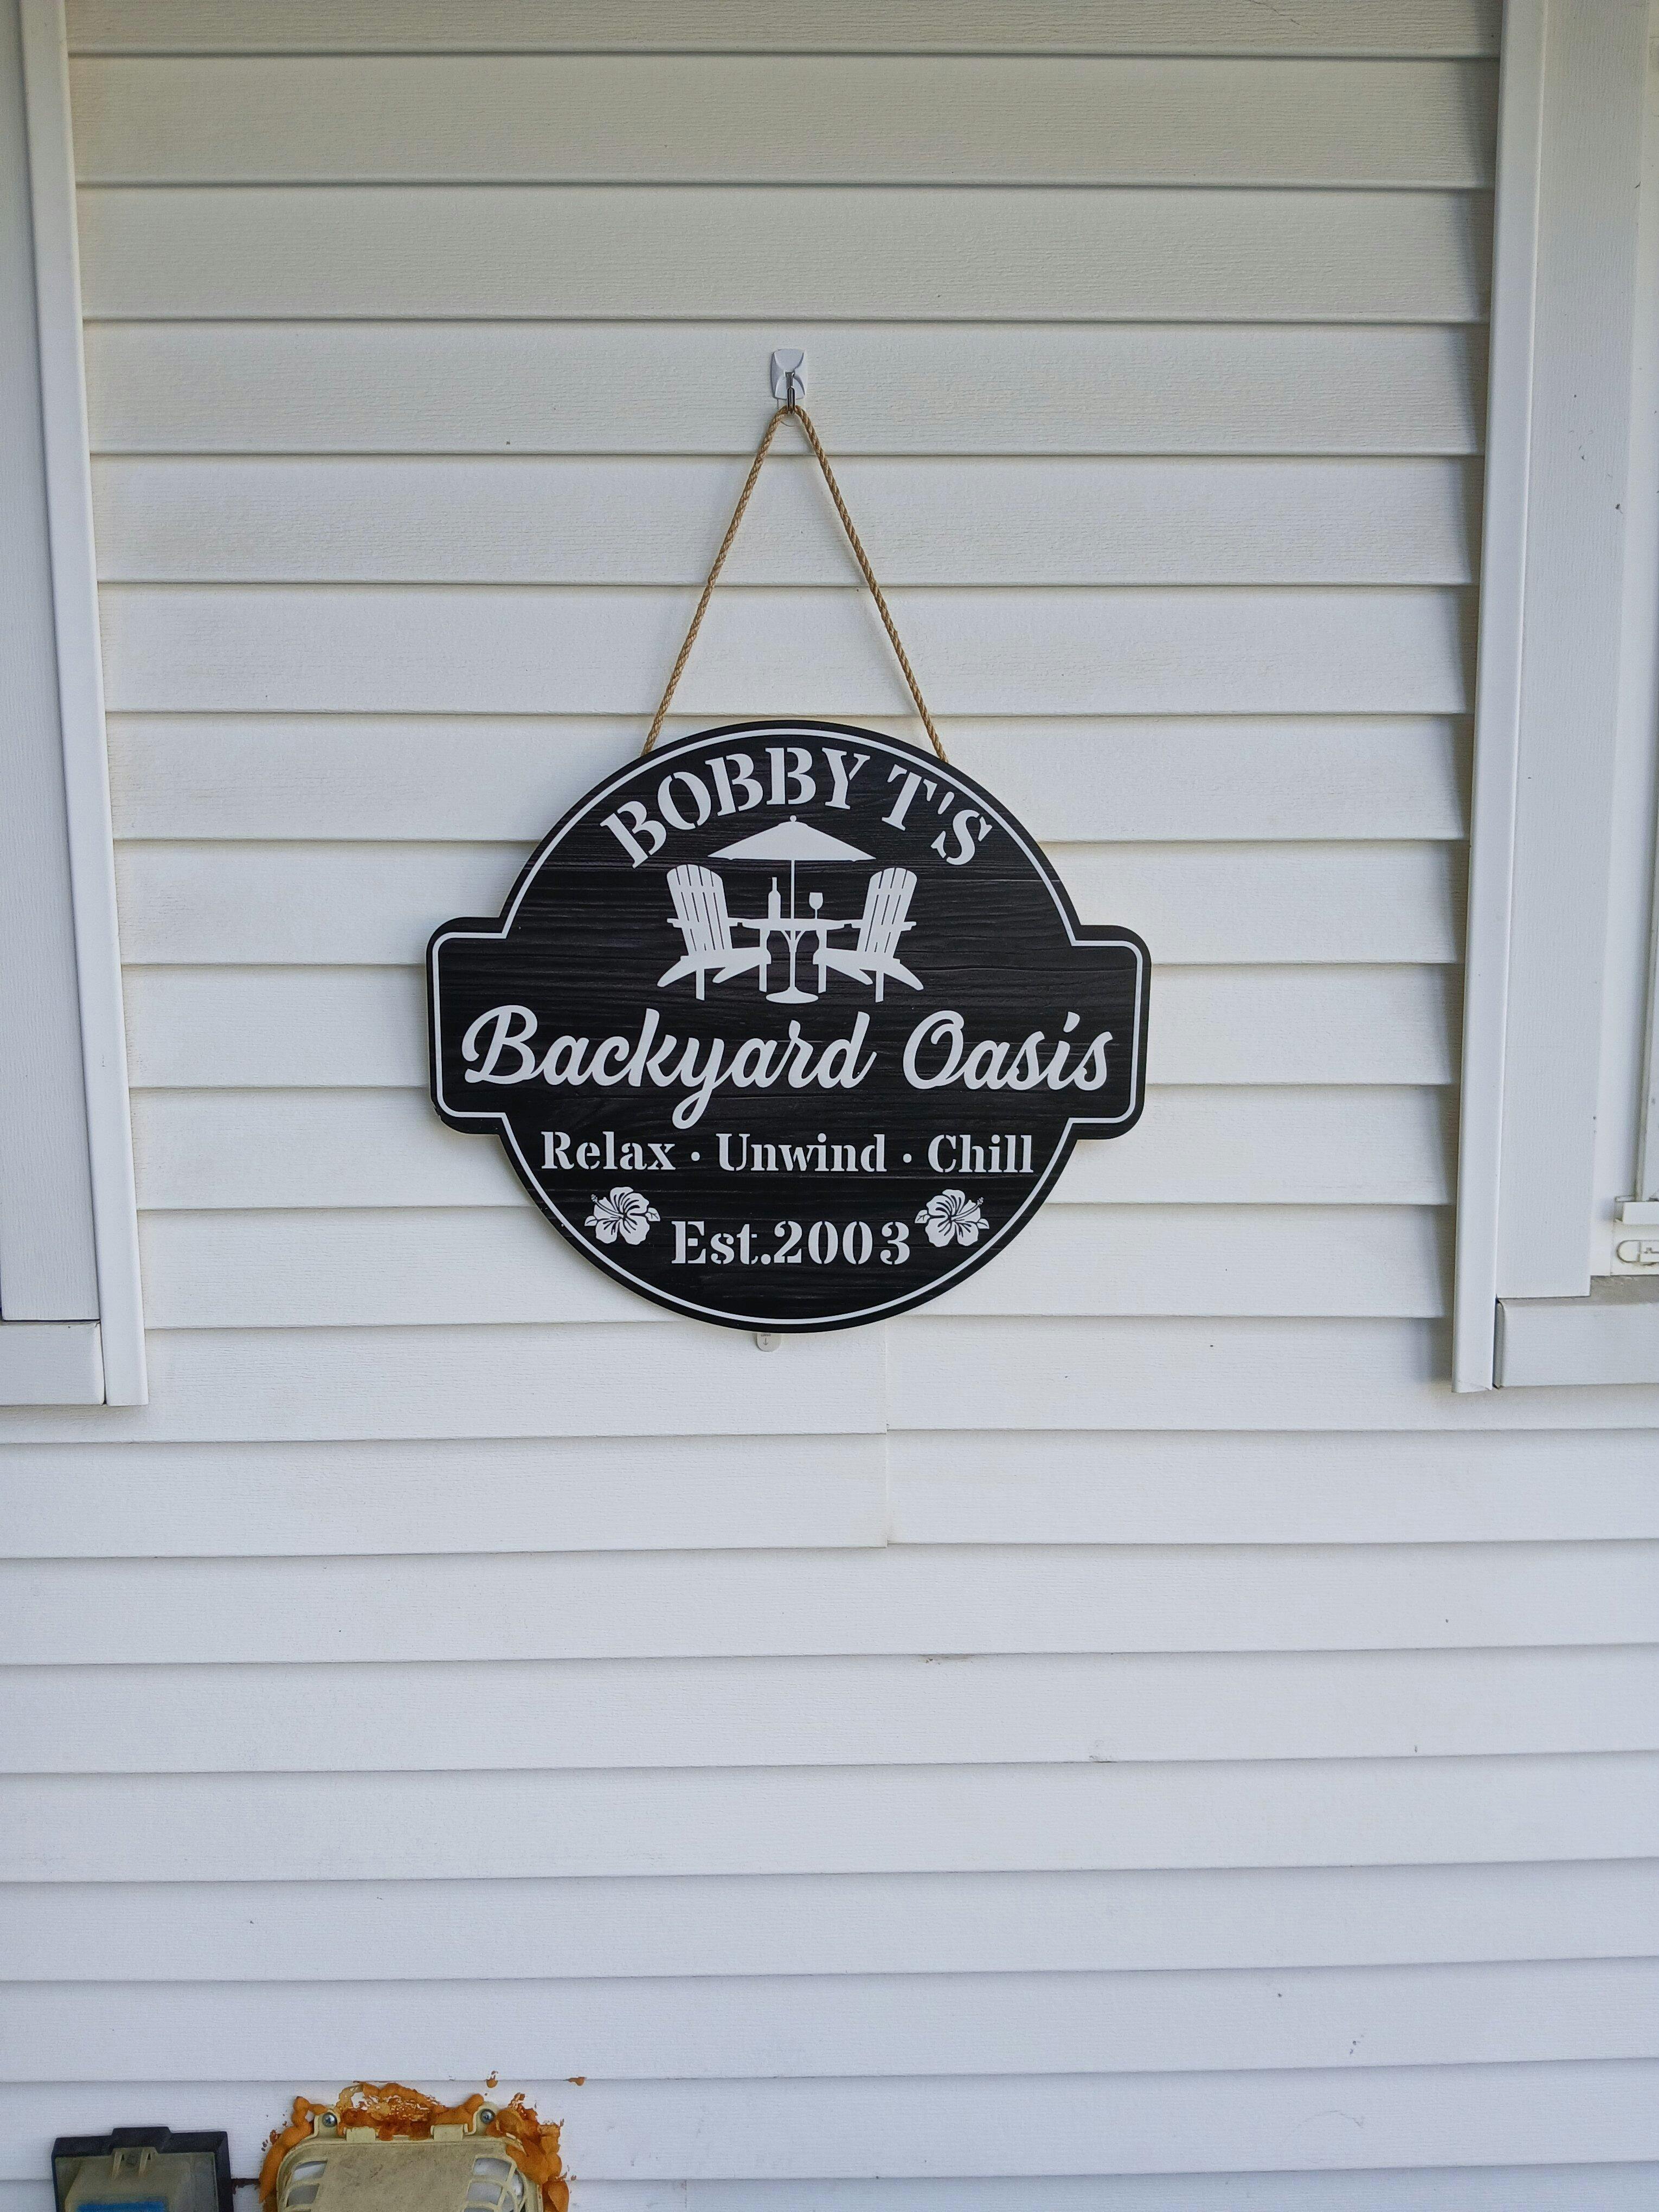 BOBBY T'S
Backyard Oasis
Relax · Unwind · Chill
Est.2003